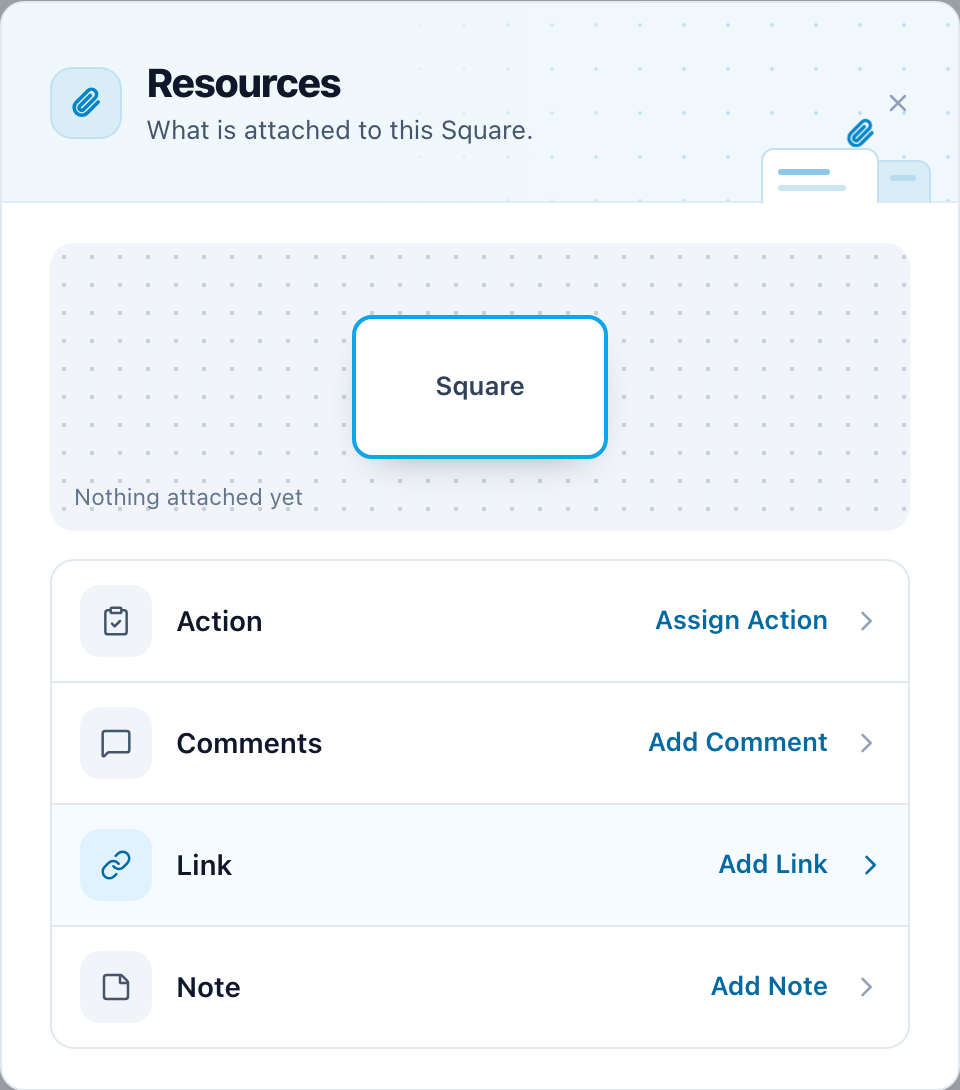 Resources
What is attached to this Square.
Square
Nothing attached yet
Action
Assign Action
Comments
Add Comment
Link
Add Link
Note
Add Note